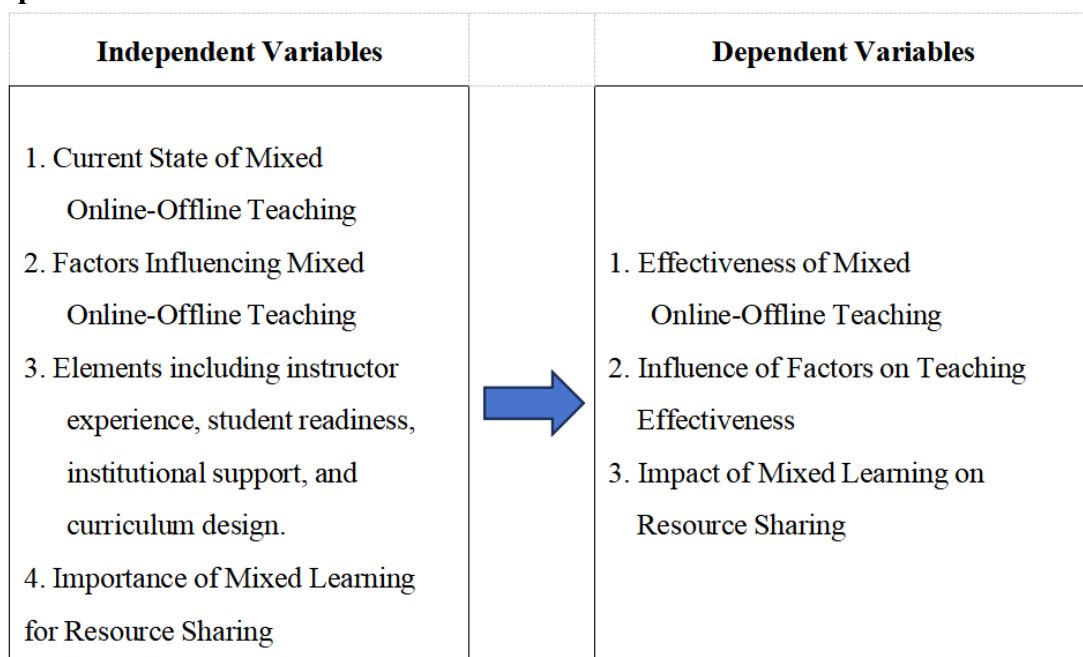 Independent Variables
Dependent Variables
1. Current State of Mixed
Online-Offline Teaching
2. Factors Influencing Mixed
Online-Offline Teaching
3. Elements including instructor
experience, student readiness,
institutional support, and
curriculum design.
4. Importance of Mixed Learning
for Resource Sharing
1. Effectiveness of Mixed
Online-Offline Teaching
2. Influence of Factors on Teaching
Effectiveness
3. Impact of Mixed Learning on
Resource Sharing